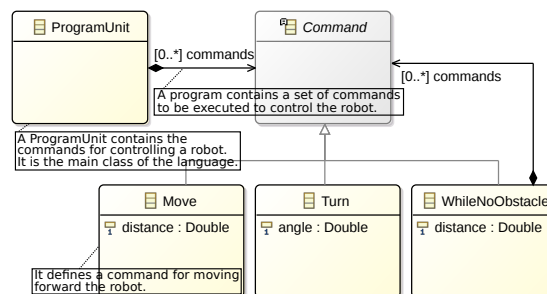 ProgramUnit
Command
[0..*] commands
[0..*] commands
A program contains a set of commands
to be executed to control the robot.
A ProgramUnit contains the
commands for controlling a robot.
It is the main class of the language.
Move
distance : Double
Turn
angle : Double
WhileNoObstacle
distance : Double
It defines a command for moving
forward the robot.